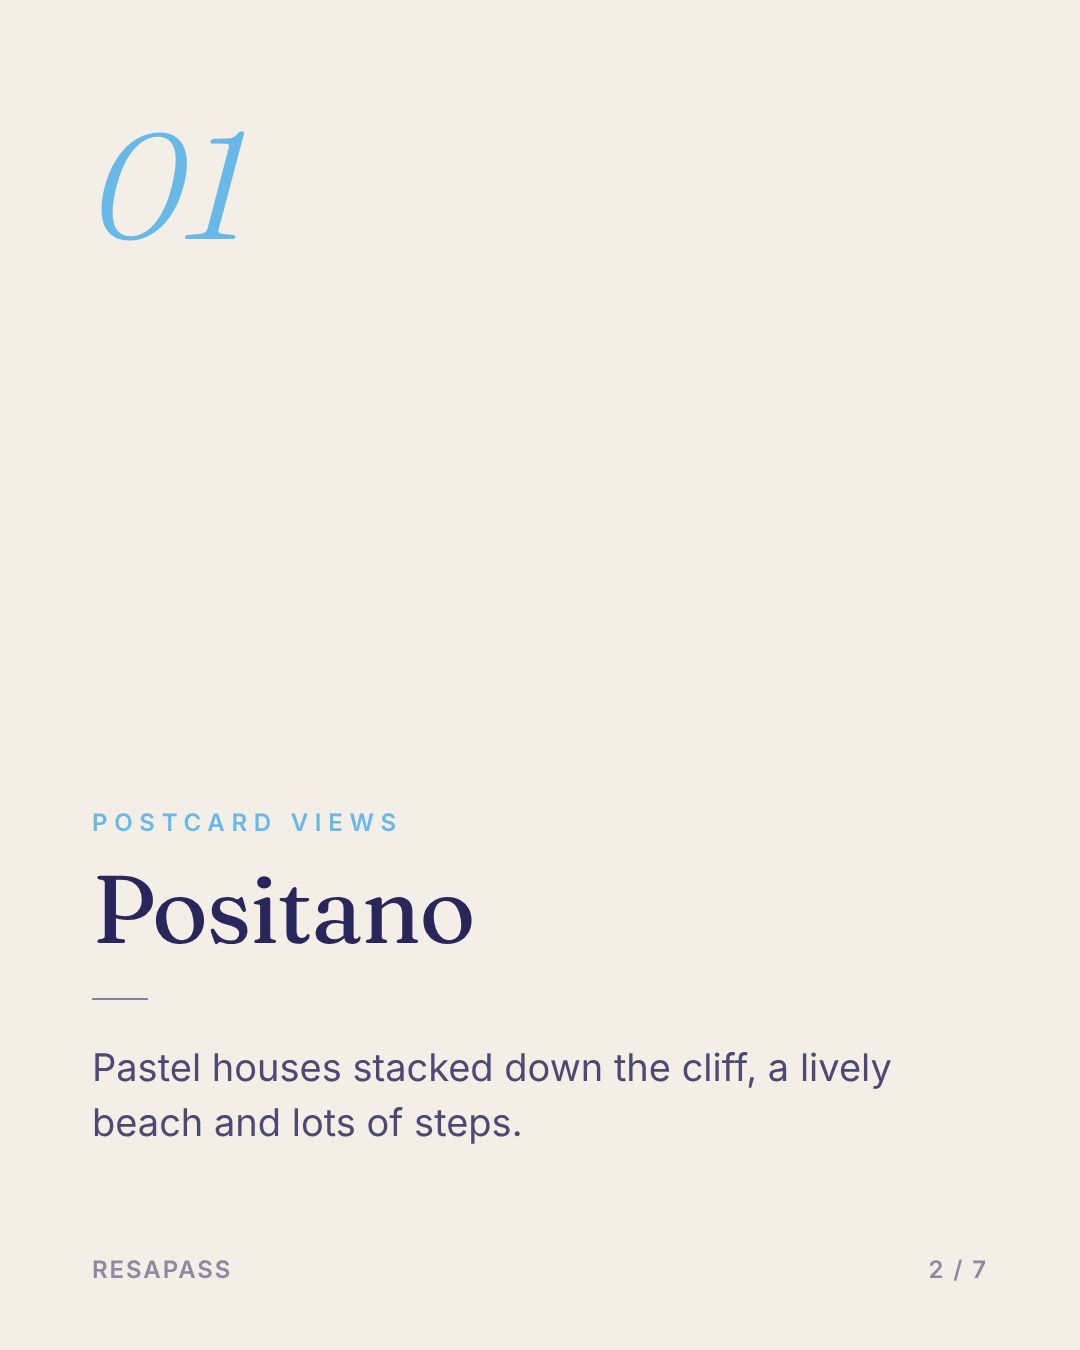 01
POSTCARD VIEWS
Positano
Pastel houses stacked down the cliff, a lively
beach and lots of steps.
RESAPASS
2 / 7